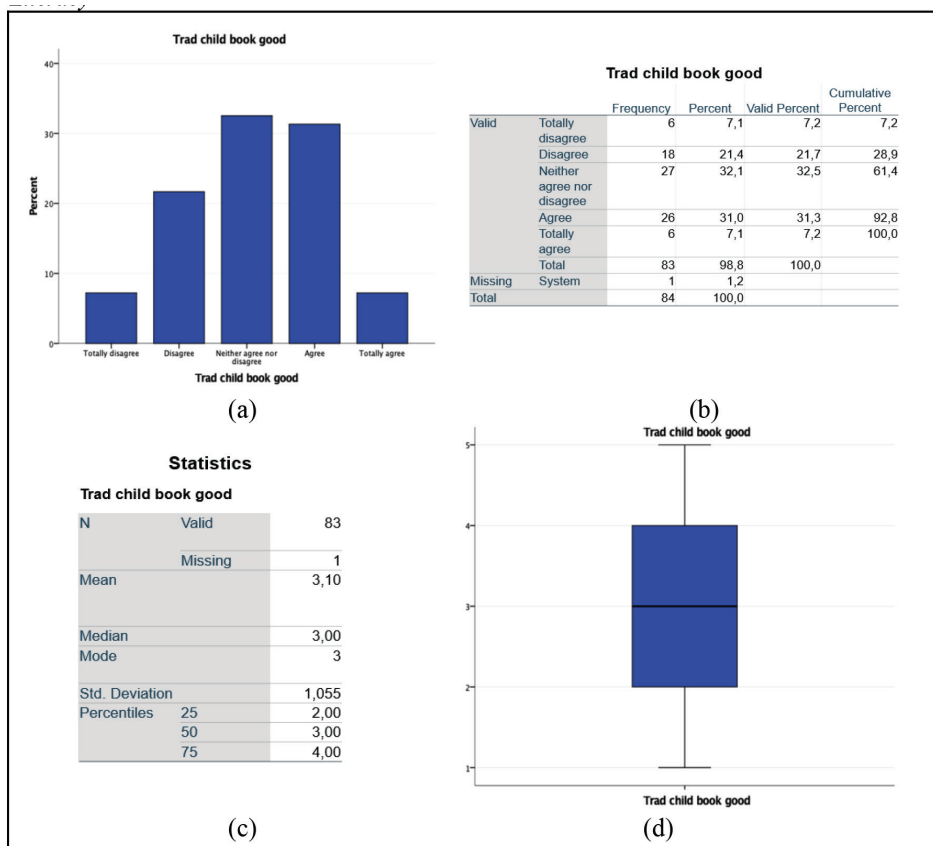 Trad child book good
40
30
20
10
0
Percent
Totally disagree
Disagree
Neither agree nor
disagree
Agree
Totally agree
Trad child book good
(a)
Trad child book good
Frequency Percent Valid Percent Cumulative
Percent
Valid Totally
disagree 6 7,1 7,2 7,2
Disagree 18 21,4 21,7 28,9
Neither
agree nor
disagree 27 32,1 32,5 61,4
Agree 26 31,0 31,3 92,8
Totally
agree 6 7,1 7,2 100,0
Total 83 98,8 100,0
Missing System 1 1,2
Total 84 100,0
(b)
Statistics
Trad child book good
N Valid 83
Missing 1
Mean 3,10
Median 3,00
Mode 3
Std. Deviation 1,055
Percentiles 25 2,00
50 3,00
75 4,00
(c)
Trad child book good
5
4
3
2
1
Trad child book good
(d)